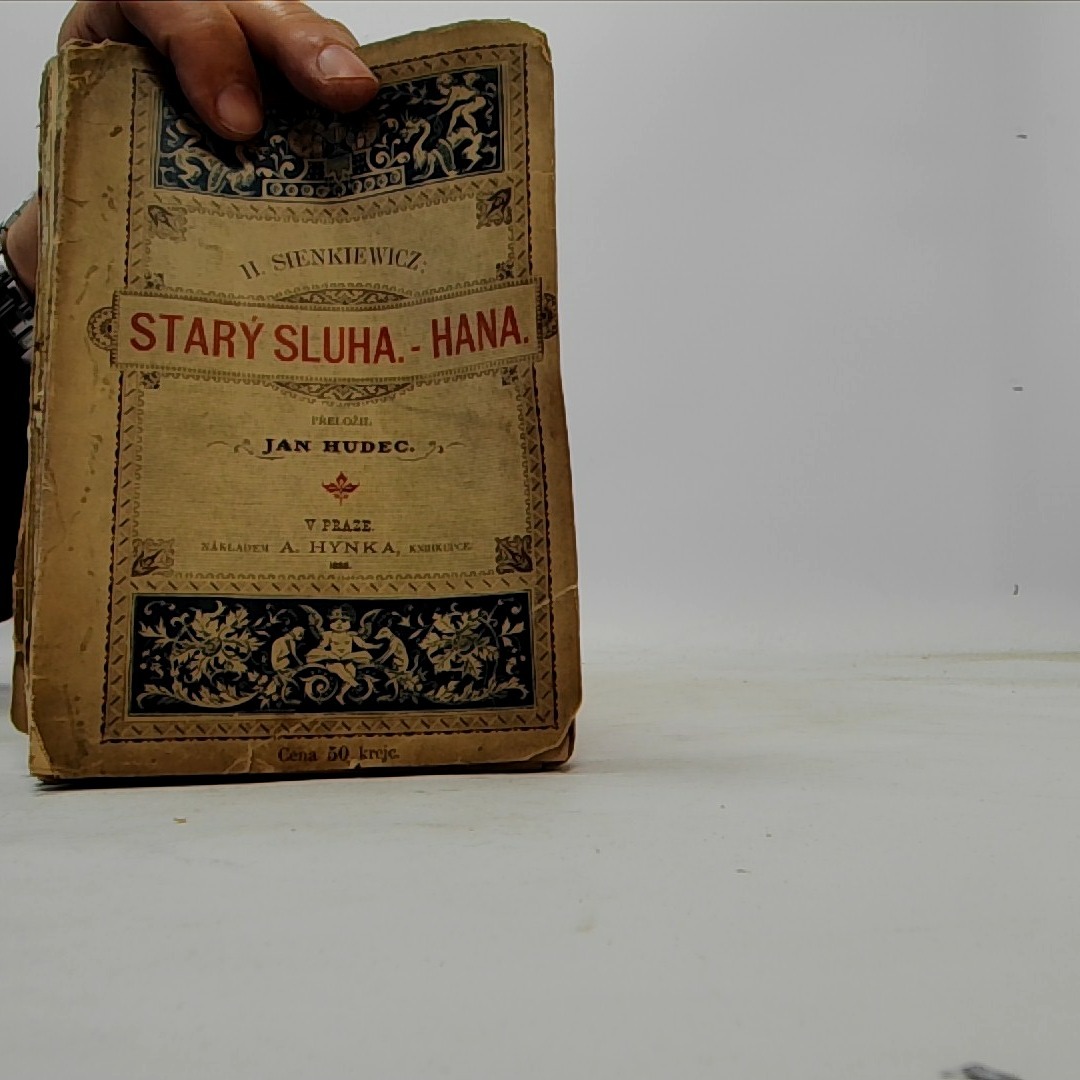 H. SIENKIEWICZ:
STARÝ SLUHA. - HANA.
PŘELOŽIL
JAN HUDEC.
V PRAZE.
NÁKLADEM A. HYNKA, KNIHKUPCE.
Cena 50 krejc.